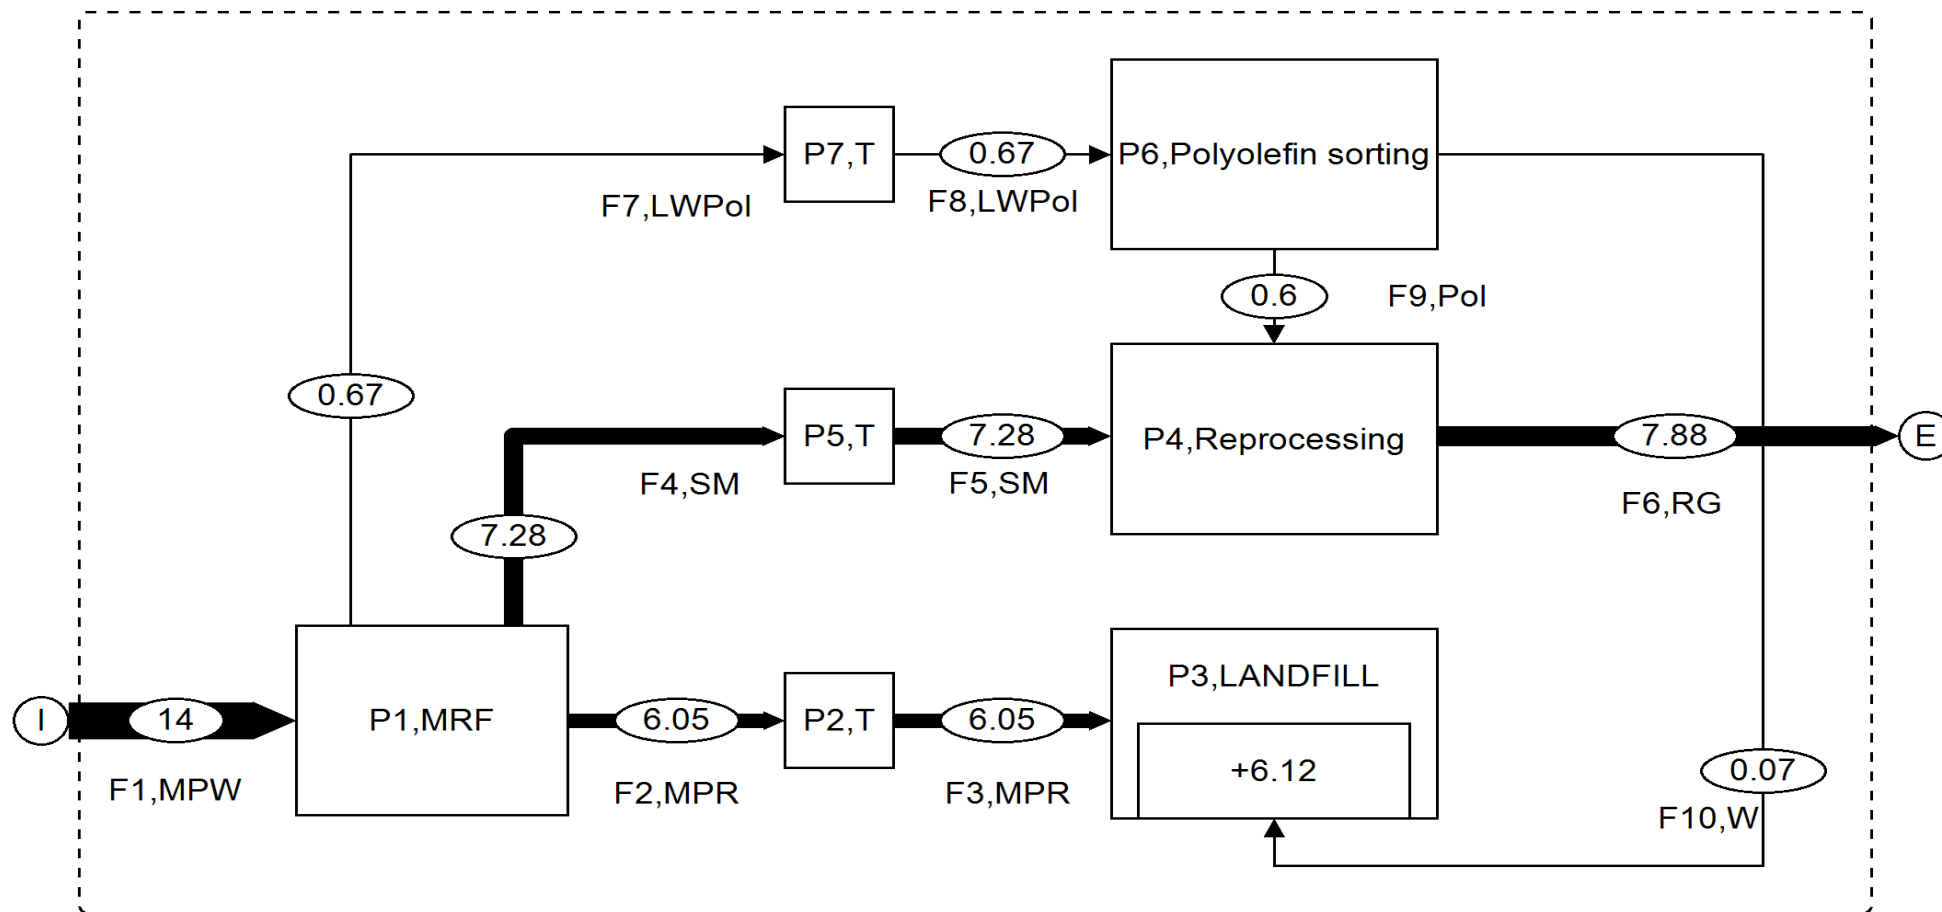 P7,T
0.67
P6,Polyolefin sorting
F7,LWPol
F8,LWPol
0.6
F9,Pol
0.67
P5,T
7.28
P4,Reprocessing
7.88
E
F4,SM
F5,SM
F6,RG
7.28
P3,LANDFILL
I
14
P1,MRF
6.05
P2,T
6.05
+6.12
0.07
F1,MPW
F2,MPR
F3,MPR
F10,W